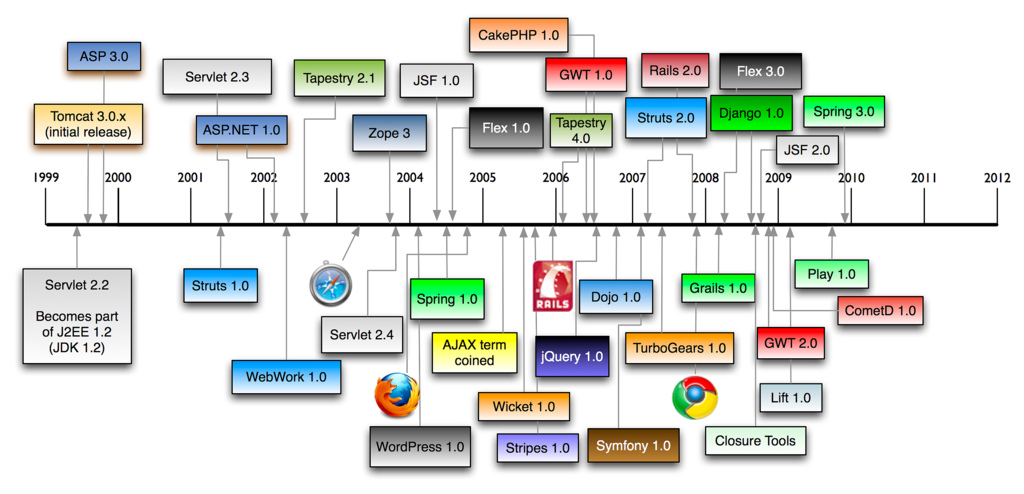 CakePHP 1.0
ASP 3.0
Servlet 2.3
Tapestry 2.1
JSF 1.0
GWT 1.0
Rails 2.0
Flex 3.0
Tomcat 3.0.x
(initial release)
ASP.NET 1.0
Zope 3
Flex 1.0
Tapestry
4.0
Struts 2.0
Django 1.0
Spring 3.0
JSF 2.0
1999
2000
2001
2002
2003
2004
2005
2006
2007
2008
2009
2010
2011
2012
Servlet 2.2
Becomes part
of J2EE 1.2
(JDK 1.2)
Struts 1.0
Spring 1.0
RAILS
Dojo 1.0
Grails 1.0
Play 1.0
CometD 1.0
Servlet 2.4
AJAX term
coined
jQuery 1.0
TurboGears 1.0
GWT 2.0
WebWork 1.0
Wicket 1.0
Lift 1.0
WordPress 1.0
Stripes 1.0
Symfony 1.0
Closure Tools